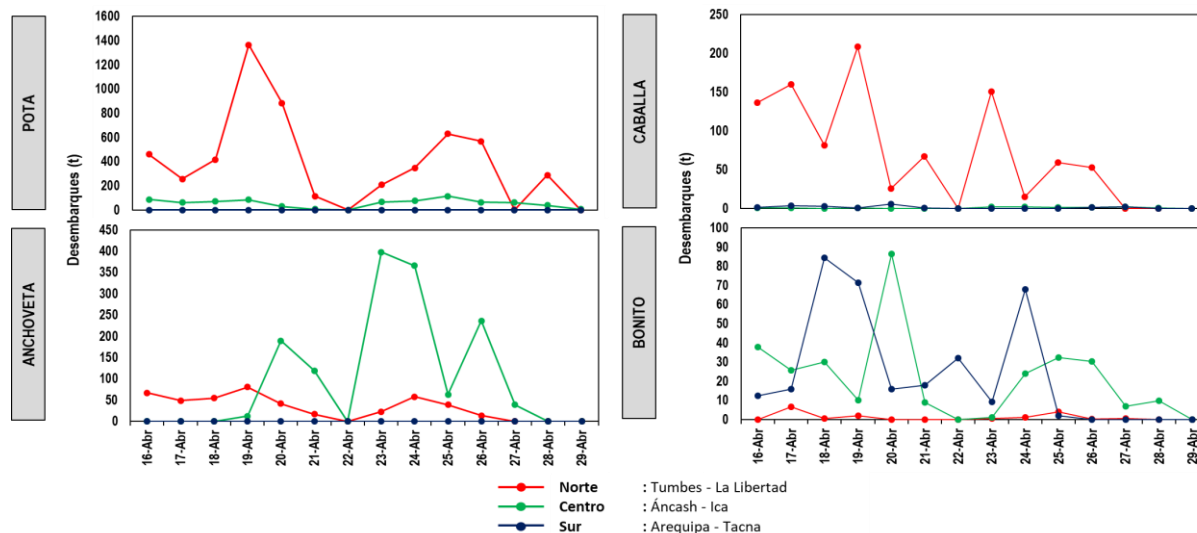 POTA
Desembarques (t)
1600
1400
1200
1000
800
600
400
200
0
CABALLA
Desembarques (t)
250
200
150
100
50
0
ANCHOVETA
450
400
350
300
250
200
150
100
50
0
16-Abr
17-Abr
18-Abr
19-Abr
20-Abr
21-Abr
22-Abr
23-Abr
24-Abr
25-Abr
26-Abr
27-Abr
28-Abr
29-Abr
BONITO
100
90
80
70
60
50
40
30
20
10
0
16-Abr
17-Abr
18-Abr
19-Abr
20-Abr
21-Abr
22-Abr
23-Abr
24-Abr
25-Abr
26-Abr
27-Abr
28-Abr
29-Abr
Norte : Tumbes - La Libertad
Centro : Áncash - Ica
Sur : Arequipa - Tacna